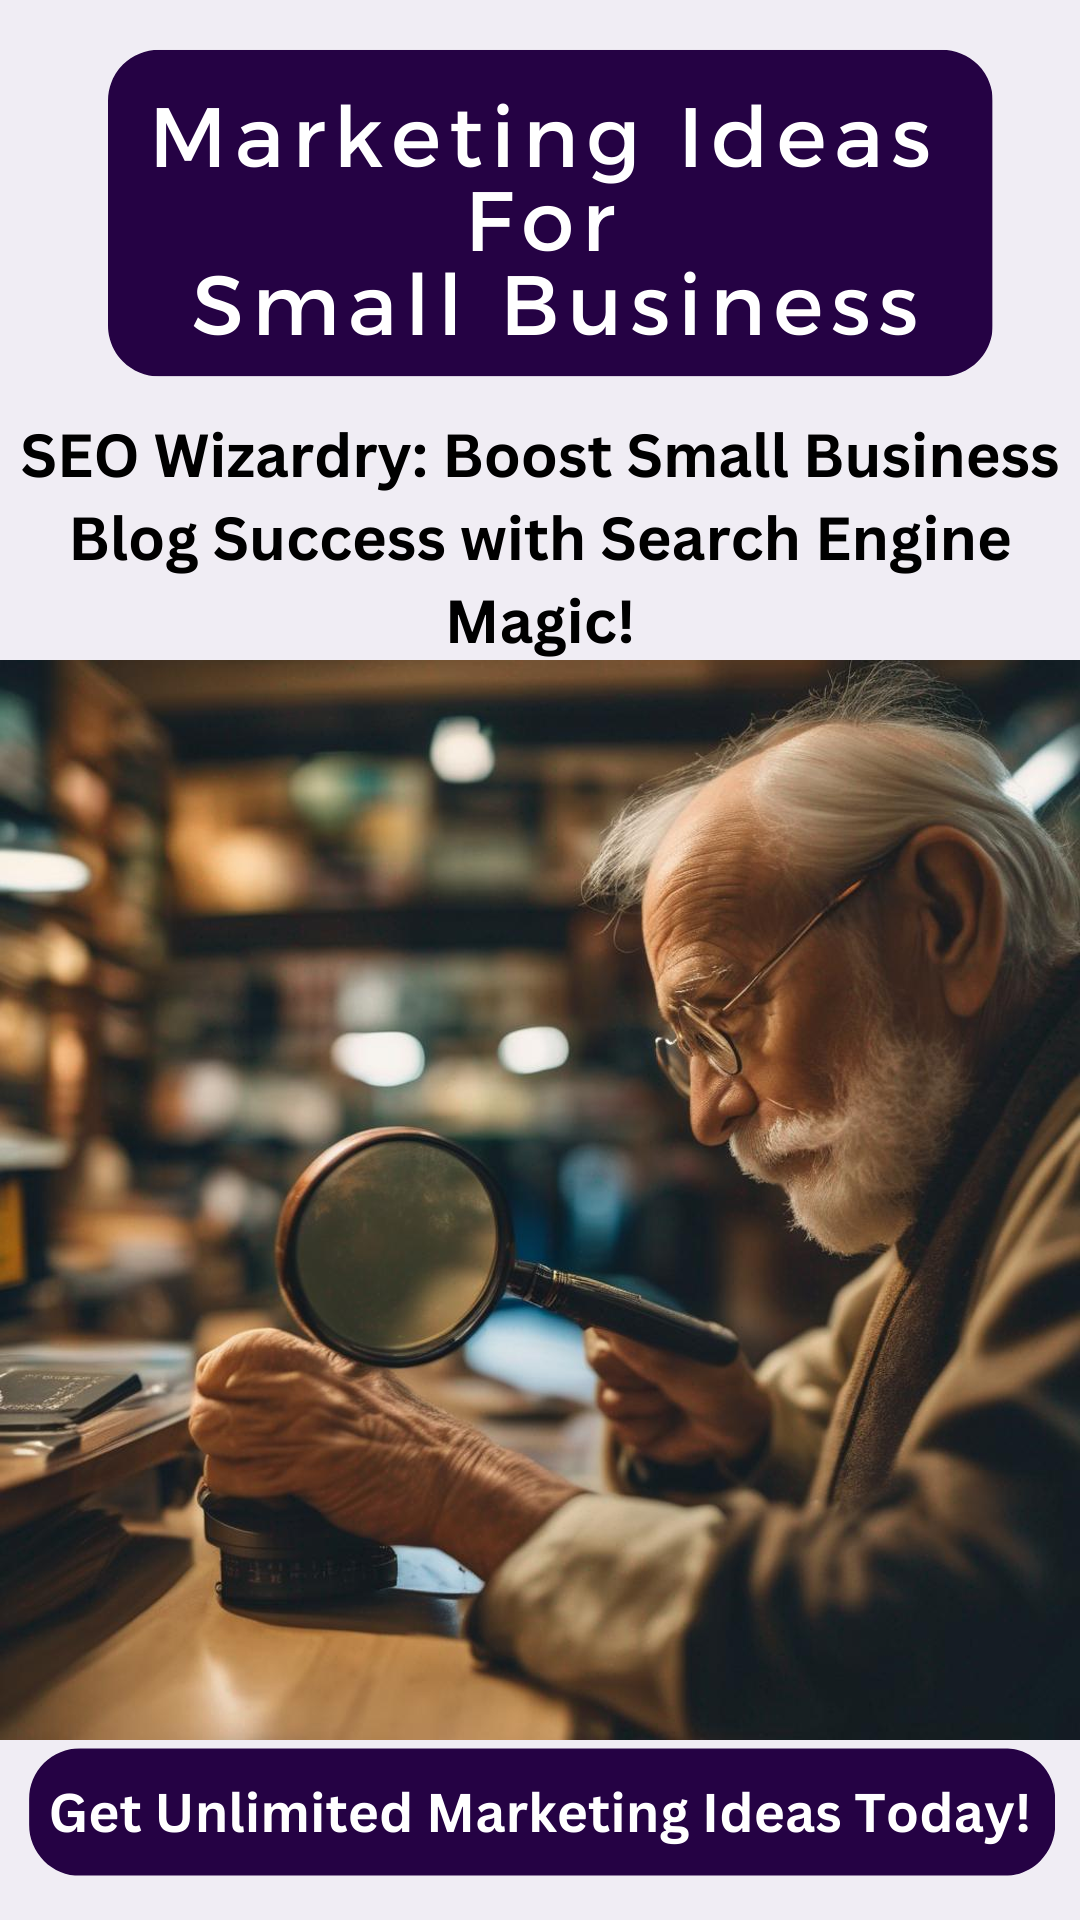 Marketing Ideas
For
Small Business
SEO Wizardry: Boost Small Business
Blog Success with Search Engine
Magic!
Get Unlimited Marketing Ideas Today!